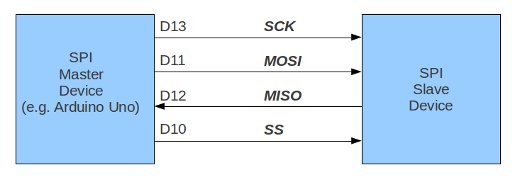 SPI
Master
Device
(e.g. Arduino Uno)
D13 SCK
D11 MOSI
D12 MISO
D10 SS
SPI
Slave
Device